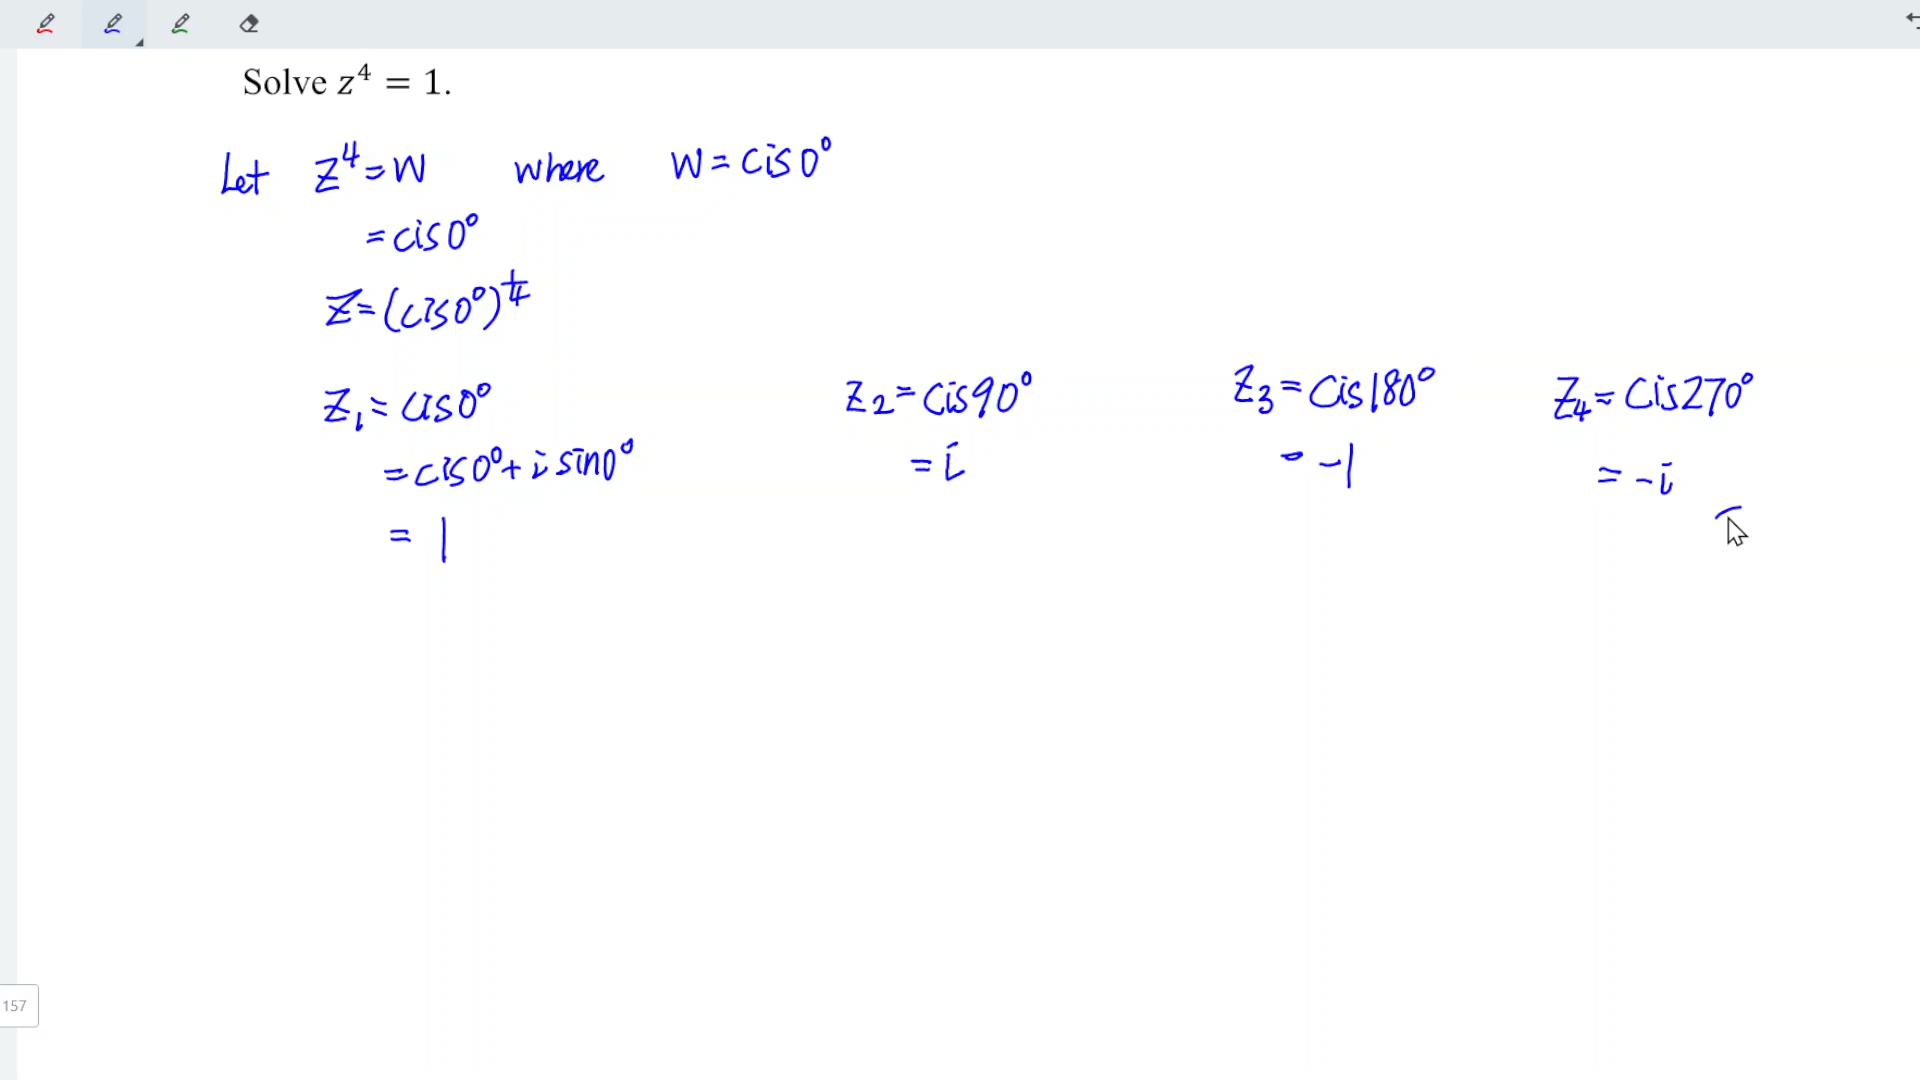 Solve z⁴ = 1.
Let z⁴ = w where w = cis 0°
= cis 0°
z = (cis 0°)^¼
z₁ = cis 0°
= cis 0° + i sin 0°
= 1
z₂ = cis 90°
= i
z₃ = cis 180°
= -1
z₄ = cis 270°
= -i
157